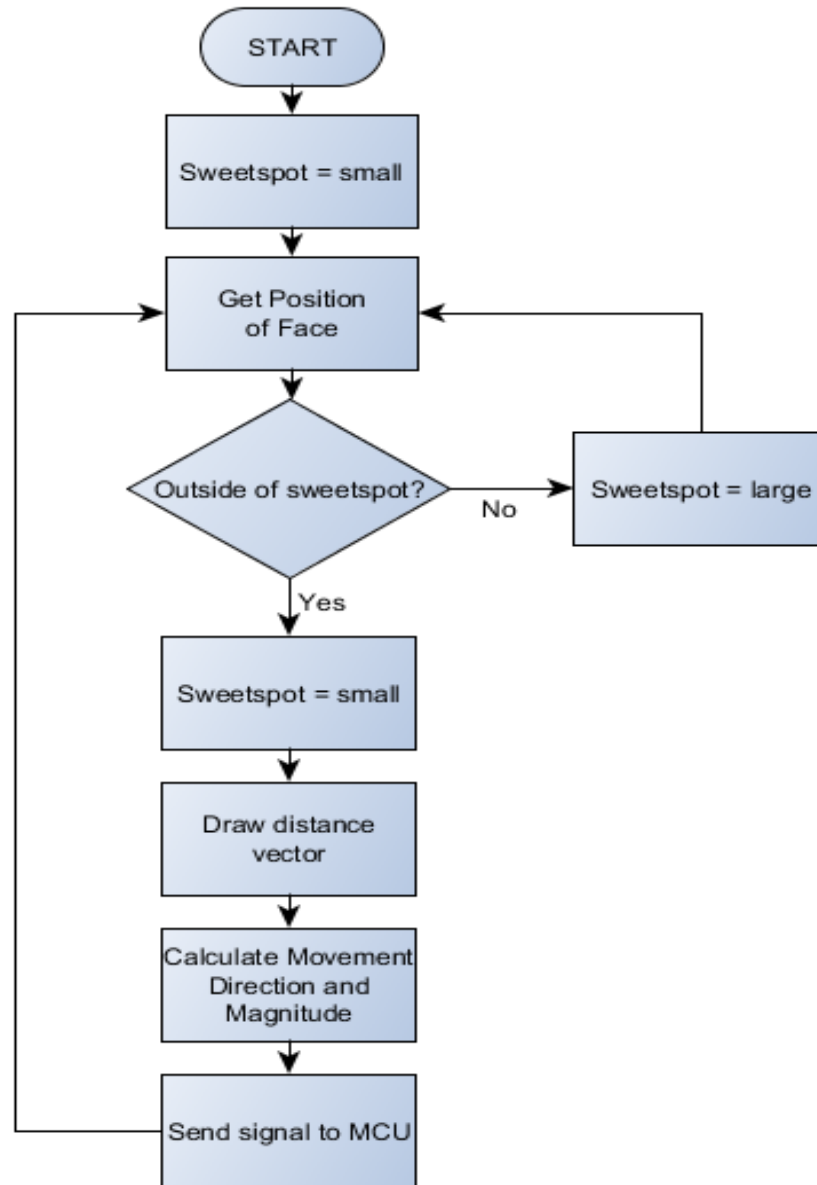 START
Sweetspot = small
Get Position
of Face
Outside of sweetspot?
No
Sweetspot = large
Yes
Sweetspot = small
Draw distance
vector
Calculate Movement
Direction and
Magnitude
Send signal to MCU